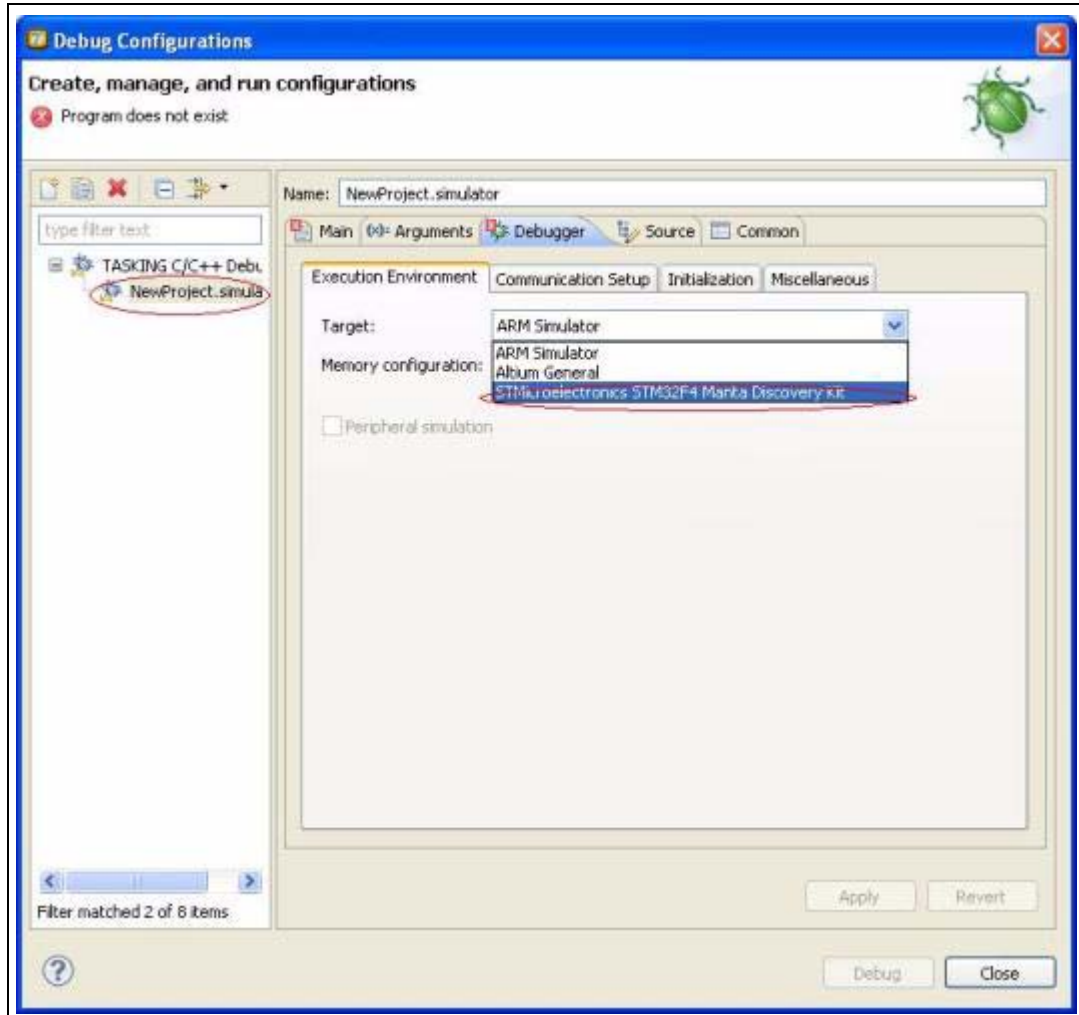 Debug Configurations
Create, manage, and run configurations
Program does not exist
Name: NewProject.simulator
type filter text
Main (x)= Arguments Debugger Source Common
TASKING C/C++ Debu
NewProject.simula
Execution Environment Communication Setup Initialization Miscellaneous
Target: ARM Simulator
ARM Simulator
Memory configuration:
Altium General
STMicroelectronics STM32F4 Manta Discovery Kit
Peripheral simulation
Filter matched 2 of 8 items
Apply Revert
? Debug Close